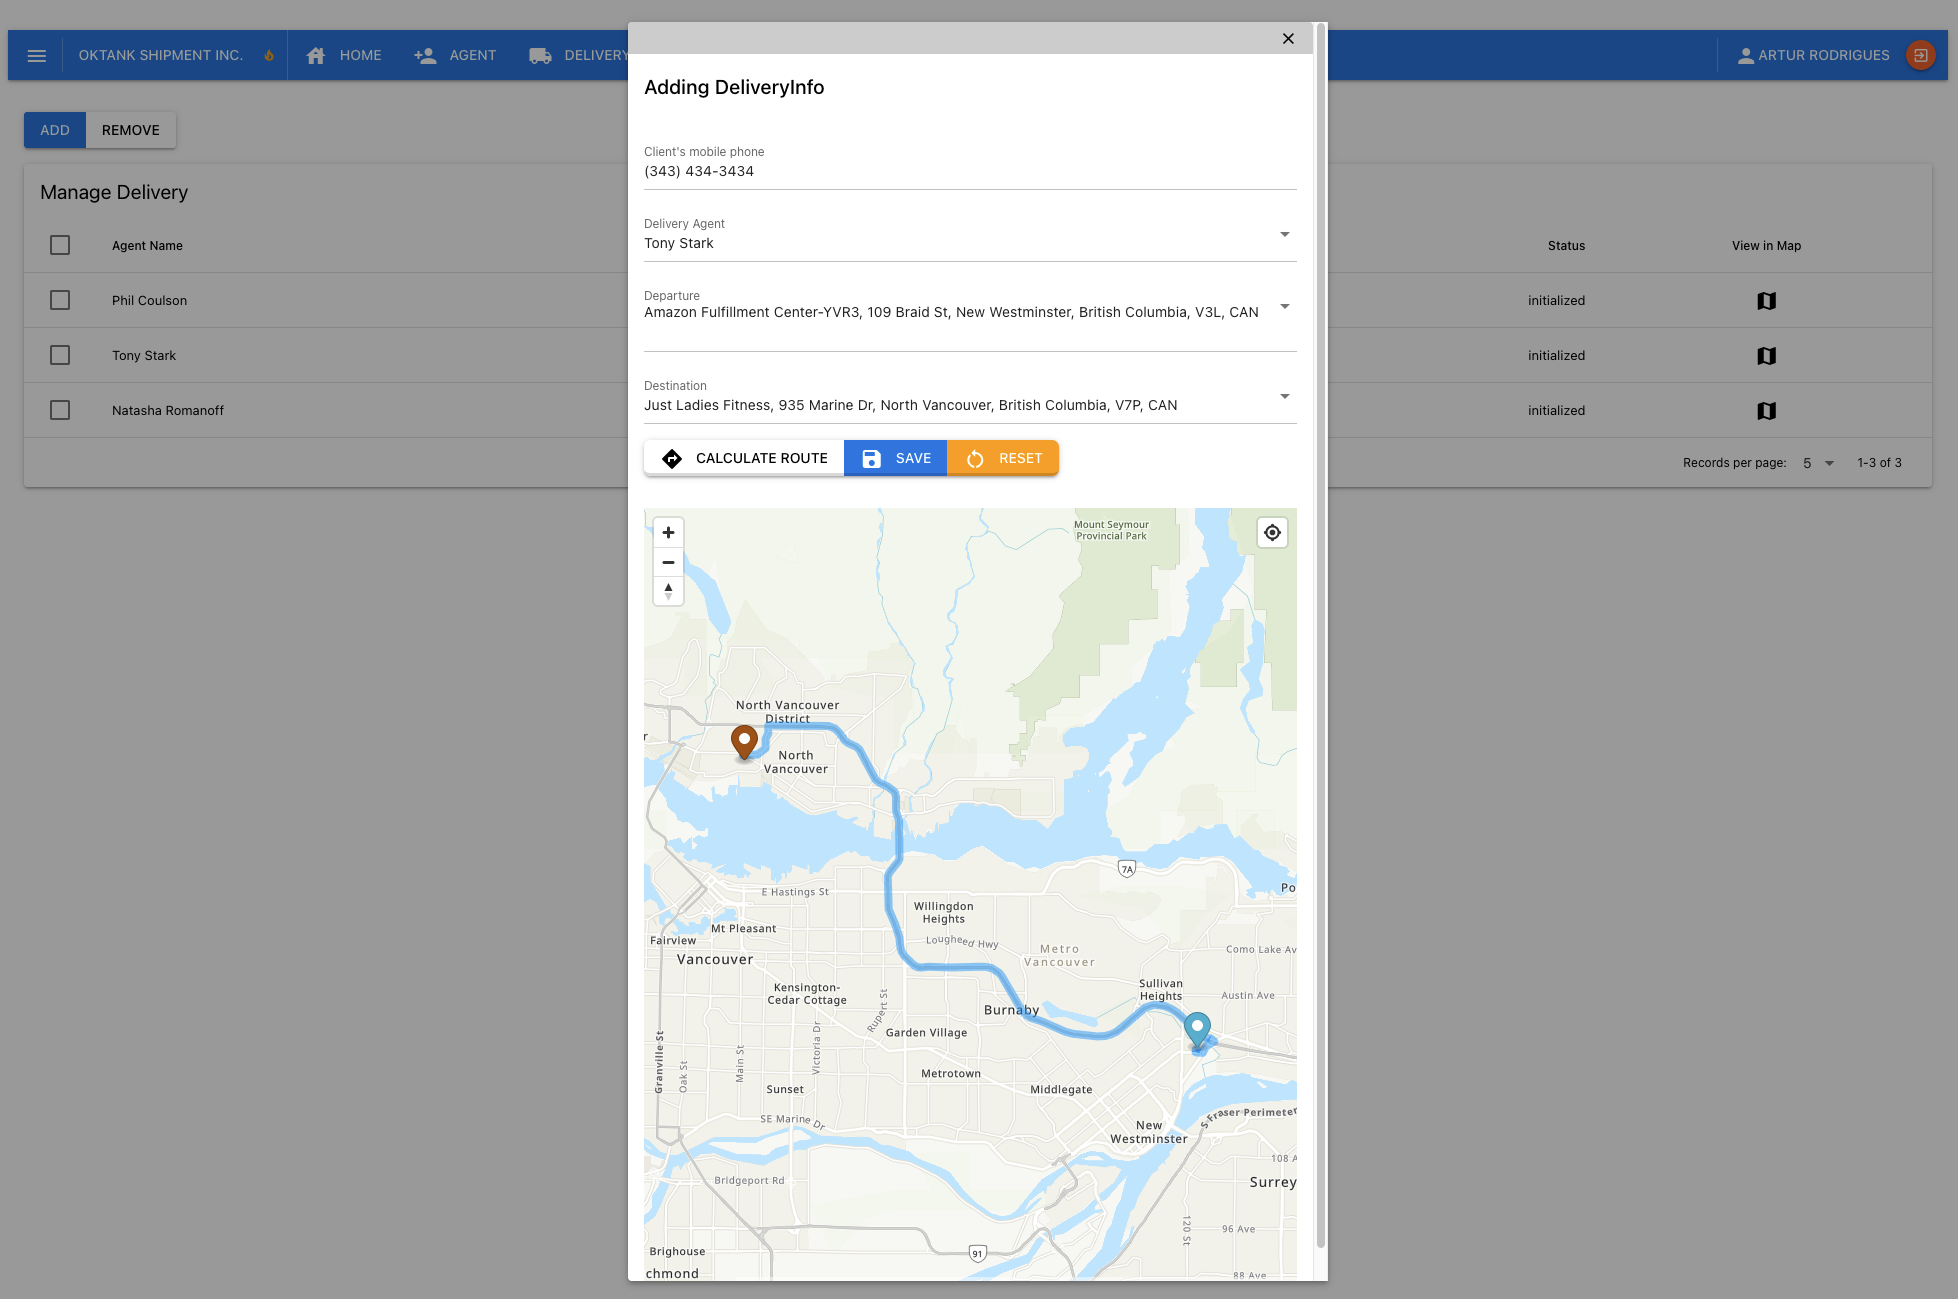 OKTANK SHIPMENT INC.
HOME
AGENT
DELIVERY
ARTUR RODRIGUES
ADD
REMOVE
Manage Delivery
Agent Name
Status
View in Map
Phil Coulson
initialized
Tony Stark
initialized
Natasha Romanoff
initialized
Records per page:
5
1-3 of 3
Adding DeliveryInfo
Client's mobile phone
(343) 434-3434
Delivery Agent
Tony Stark
Departure
Amazon Fulfillment Center-YVR3, 109 Braid St, New Westminster, British Columbia, V3L, CAN
Destination
Just Ladies Fitness, 935 Marine Dr, North Vancouver, British Columbia, V7P, CAN
CALCULATE ROUTE
SAVE
RESET
Mount Seymour
Provincial Park
North Vancouver
District
r
North
Vancouver
7A
E Hastings St
Po
Willingdon
Heights
Mt Pleasant
Fairview
Lougheed Hwy
Metro
Vancouver
Como Lake Av
Vancouver
Kensington-
Cedar Cottage
Sullivan
Heights
Austin Ave
Rupert St
Burnaby
Garden Village
Granville St
Oak St
Main St
Victoria Dr
Metrotown
Sunset
Middlegate
SE Marine Dr
S Fraser Perimeter
New
Westminster
108 A
Bridgeport Rd
Surrey
120 St
96 Ave
Brighouse
91
chmond
88 Ave